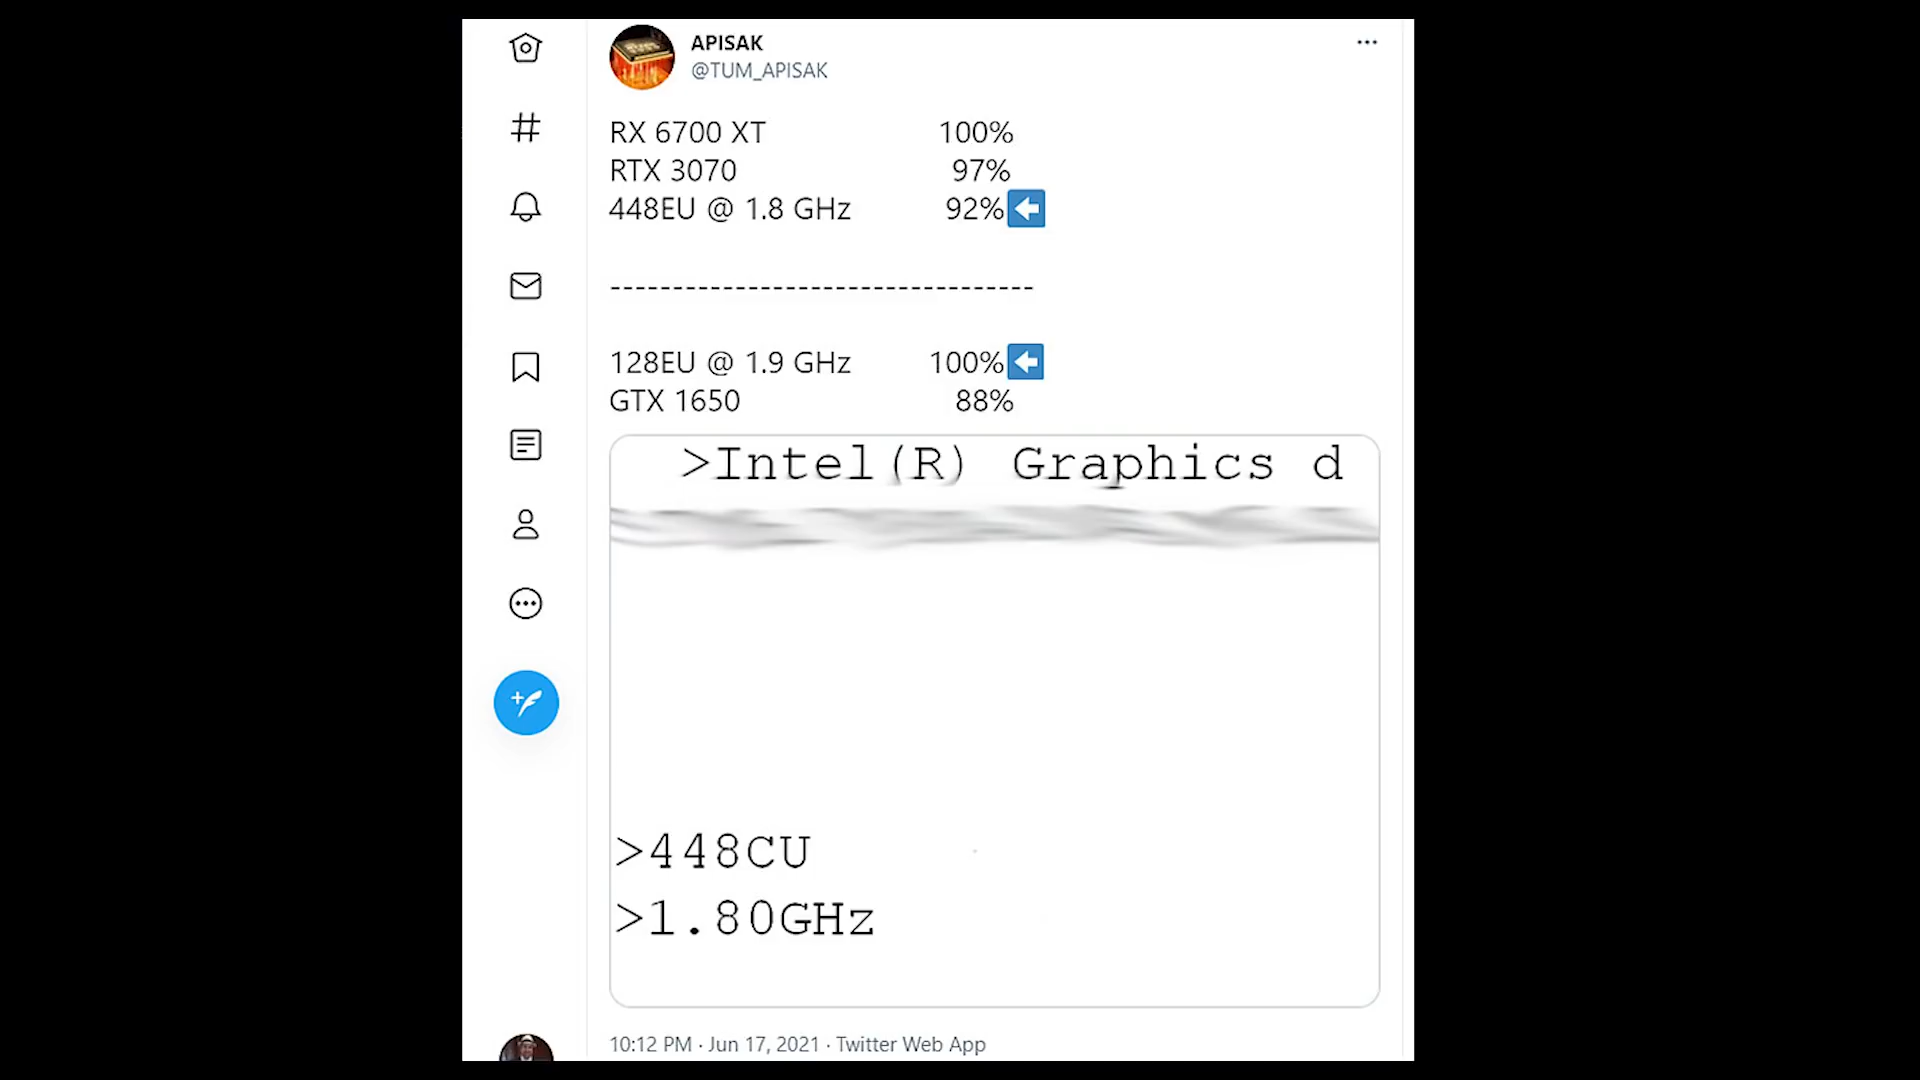 APISAK
@TUM_APISAK
RX 6700 XT 100%
RTX 3070 97%
448EU @ 1.8 GHz 92%
---------------------------------
128EU @ 1.9 GHz 100%
GTX 1650 88%
>Intel(R) Graphics d
>448CU
>1.80GHz
10:12 PM · Jun 17, 2021 · Twitter Web App